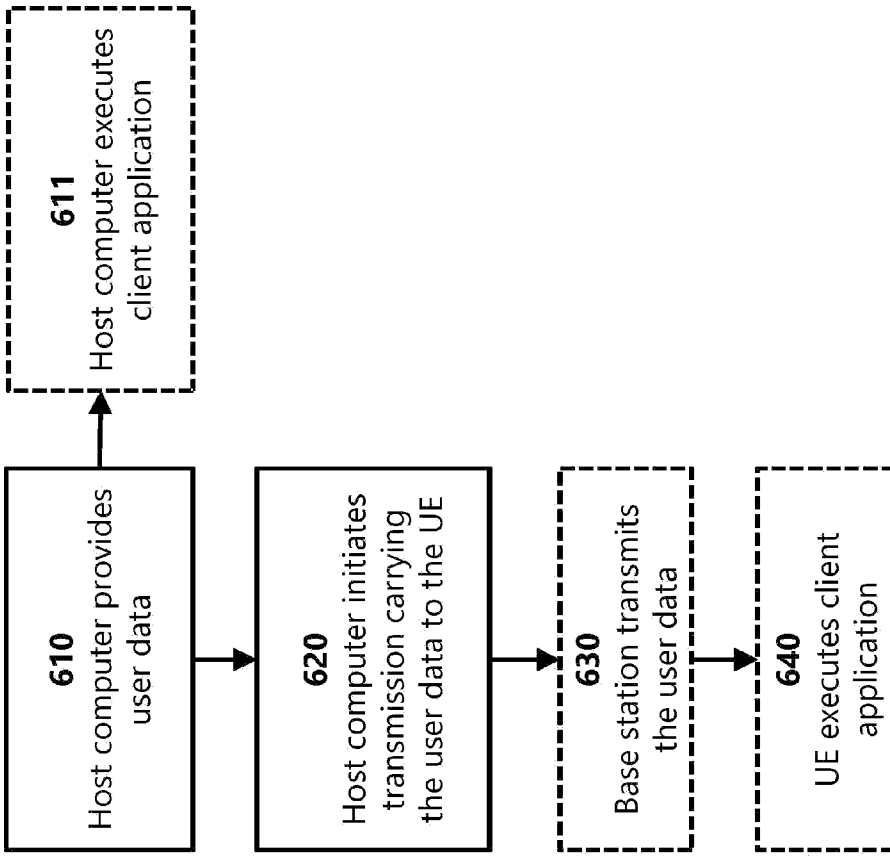 610
Host computer provides
user data
611
Host computer executes
client application
620
Host computer initiates
transmission carrying
the user data to the UE
630
Base station transmits
the user data
640
UE executes client
application